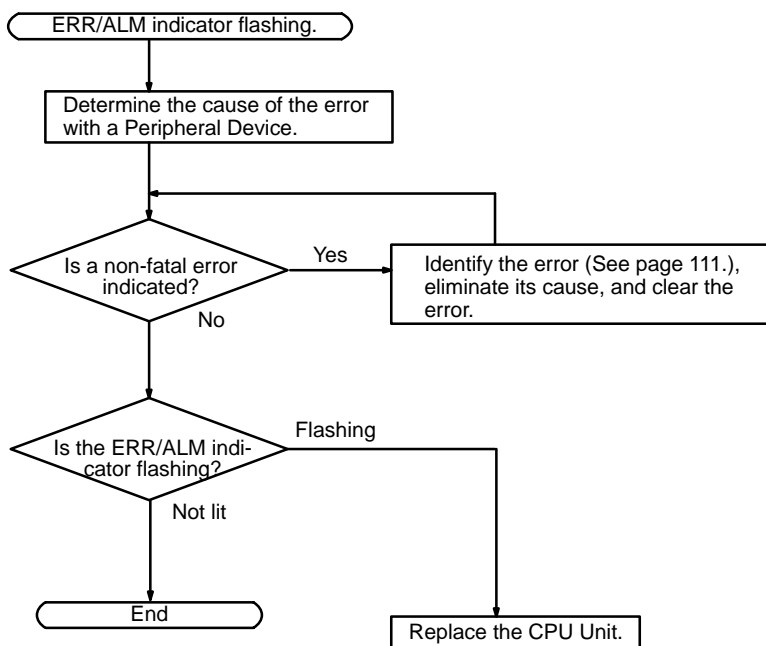 ERR/ALM indicator flashing.
Determine the cause of the error
with a Peripheral Device.
Is a non-fatal error
indicated?
Yes
Identify the error (See page 111.),
eliminate its cause, and clear the
error.
No
Is the ERR/ALM indi-
cator flashing?
Flashing
Not lit
End
Replace the CPU Unit.